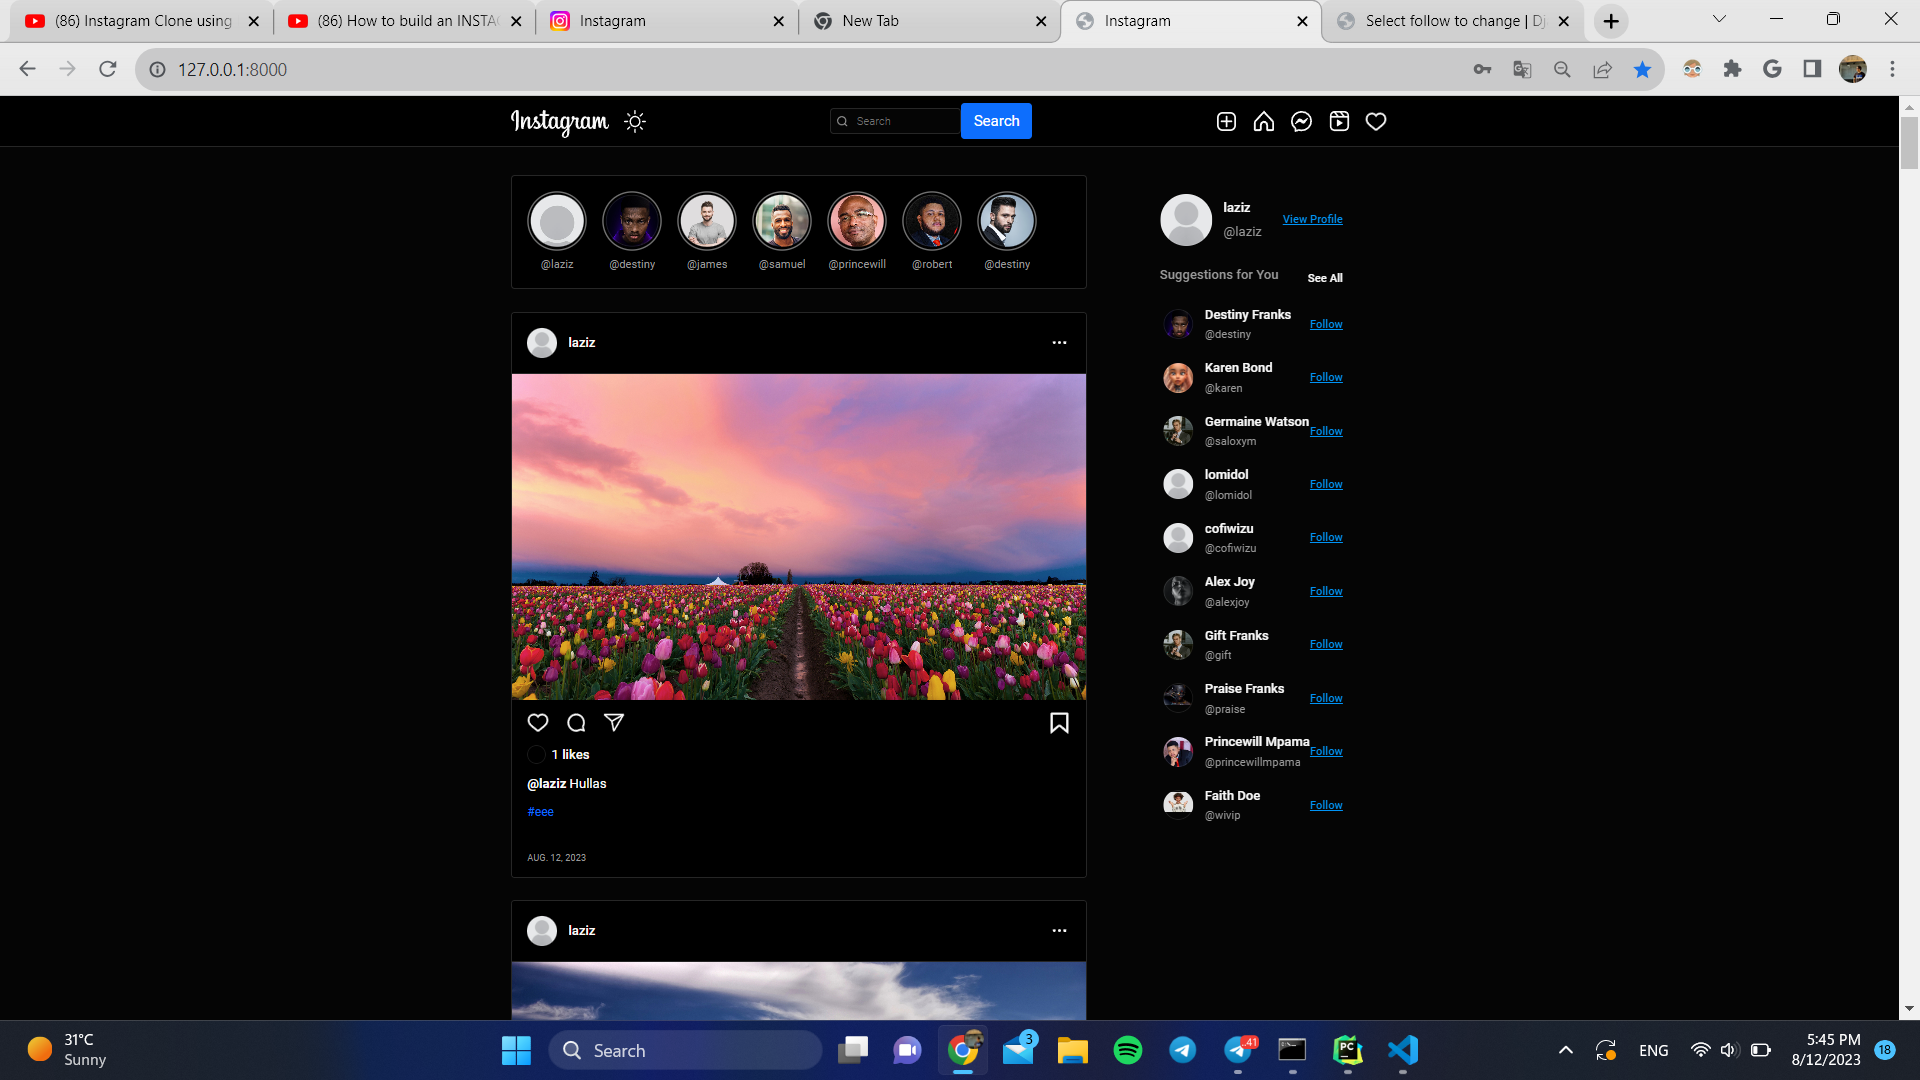 (86) Instagram Clone using
(86) How to build an INSTA
Instagram
New Tab
Instagram
Select follow to change | Dj
127.0.0.1:8000
Instagram
Search
Search
@laziz
@destiny
@james
@samuel
@princewill
@robert
@destiny
laziz
@laziz
View Profile
Suggestions for You
See All
Destiny Franks
@destiny
Follow
Karen Bond
@karen
Follow
Germaine Watson
@saloxym
Follow
lomidol
@lomidol
Follow
cofiwizu
@cofiwizu
Follow
Alex Joy
@alexjoy
Follow
Gift Franks
@gift
Follow
Praise Franks
@praise
Follow
Princewill Mpama
@princewillmpama
Follow
Faith Doe
@wivip
Follow
laziz
1 likes
@laziz Hullas
#eee
AUG. 12, 2023
laziz
31°C
Sunny
Search
3
.41
PC
ENG
5:45 PM
8/12/2023
18